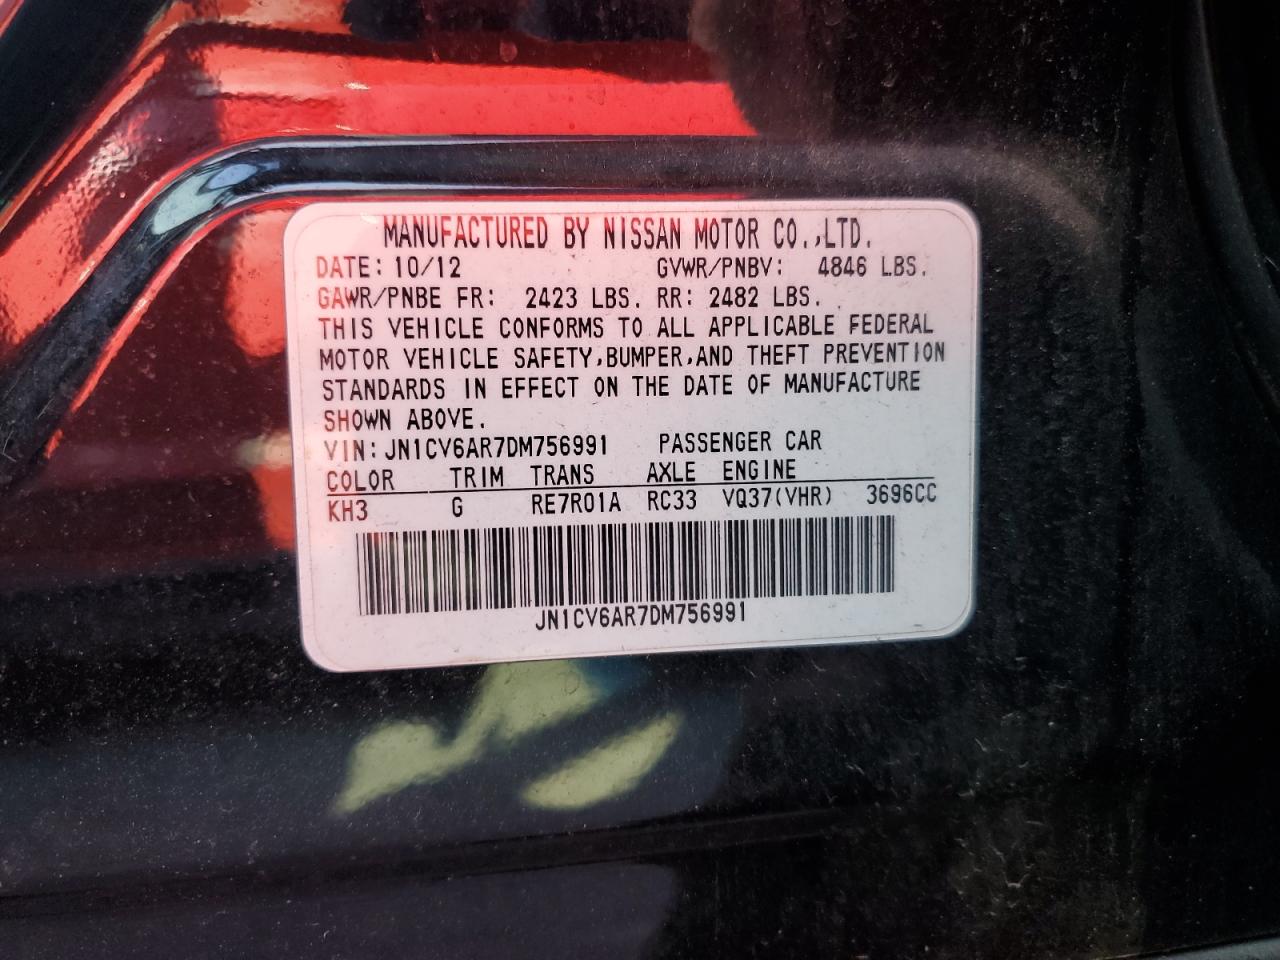 MANUFACTURED BY NISSAN MOTOR CO.,LTD.
DATE: 10/12 GVWR/PNBV: 4846 LBS.
GAWR/PNBE FR: 2423 LBS. RR: 2482 LBS.
THIS VEHICLE CONFORMS TO ALL APPLICABLE FEDERAL
MOTOR VEHICLE SAFETY,BUMPER,AND THEFT PREVENTION
STANDARDS IN EFFECT ON THE DATE OF MANUFACTURE
SHOWN ABOVE.
VIN:JN1CV6AR7DM756991 PASSENGER CAR
COLOR TRIM TRANS AXLE ENGINE
KH3 G RE7R01A RC33 VQ37(VHR) 3696CC
JN1CV6AR7DM756991